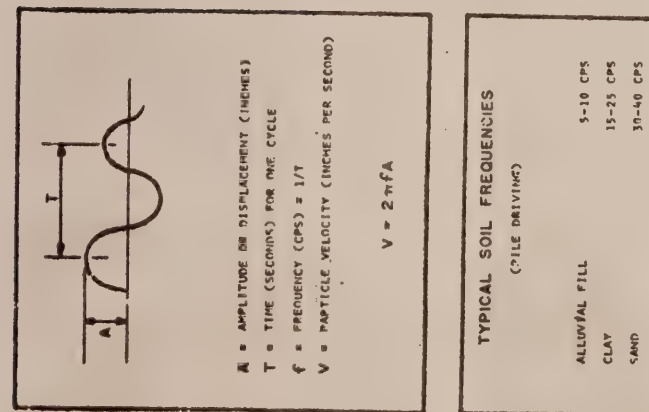 T
A
A = AMPLITUDE OR DISPLACEMENT (INCHES)
T = TIME (SECONDS) FOR ONE CYCLE
f = FREQUENCY (CPS) = 1/T
V = PARTICLE VELOCITY (INCHES PER SECOND)
V = 2πfA
TYPICAL SOIL FREQUENCIES
(PILE DRIVING)
ALLUVIAL FILL 5-10 CPS
CLAY 15-25 CPS
SAND 30-40 CPS